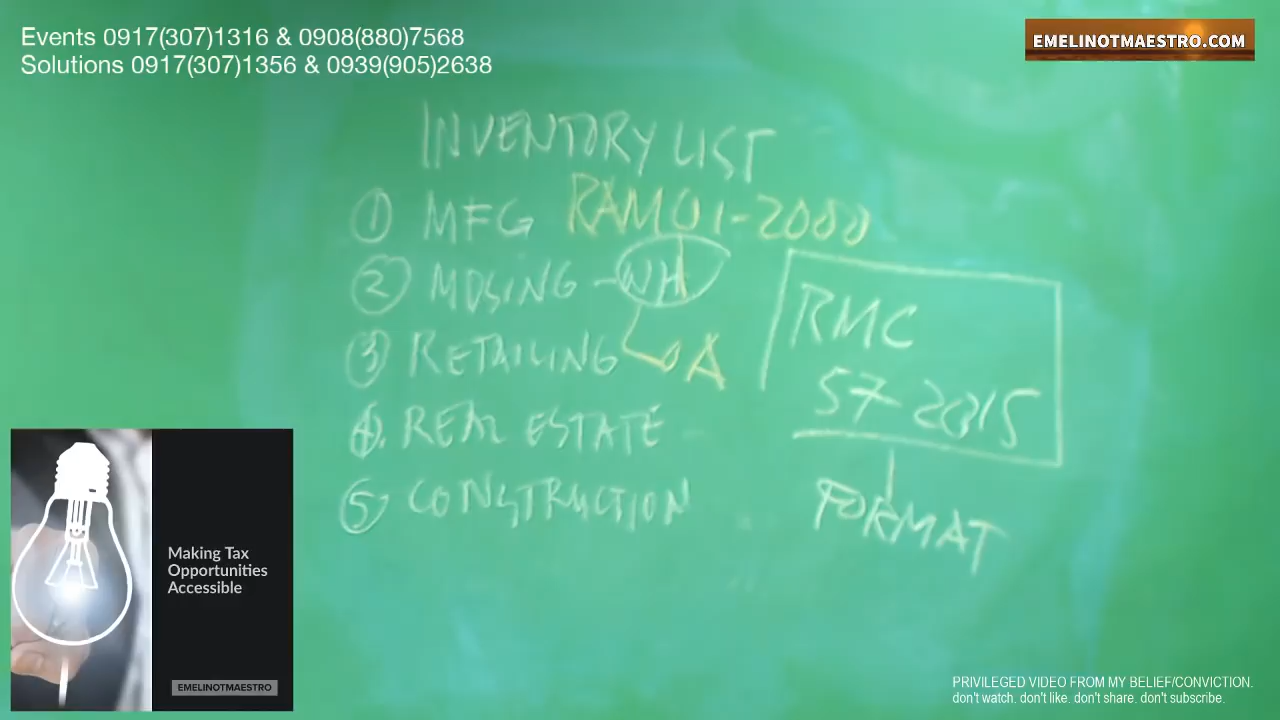 Events 0917(307)1316 & 0908(880)7568
Solutions 0917(307)1356 & 0939(905)2638
EMELINOTMAESTRO.COM
INVENTORY LIST
① MFG RAMO 1-2000
② MDSING - WH
③ RETAILING A
4. REAL ESTATE
⑤ CONSTRUCTION
RMC
57-2015
FORMAT
Making Tax
Opportunities
Accessible
EMELINOTMAESTRO
PRIVILEGED VIDEO FROM MY BELIEF/CONVICTION.
don't watch. don't like. don't share. don't subscribe.